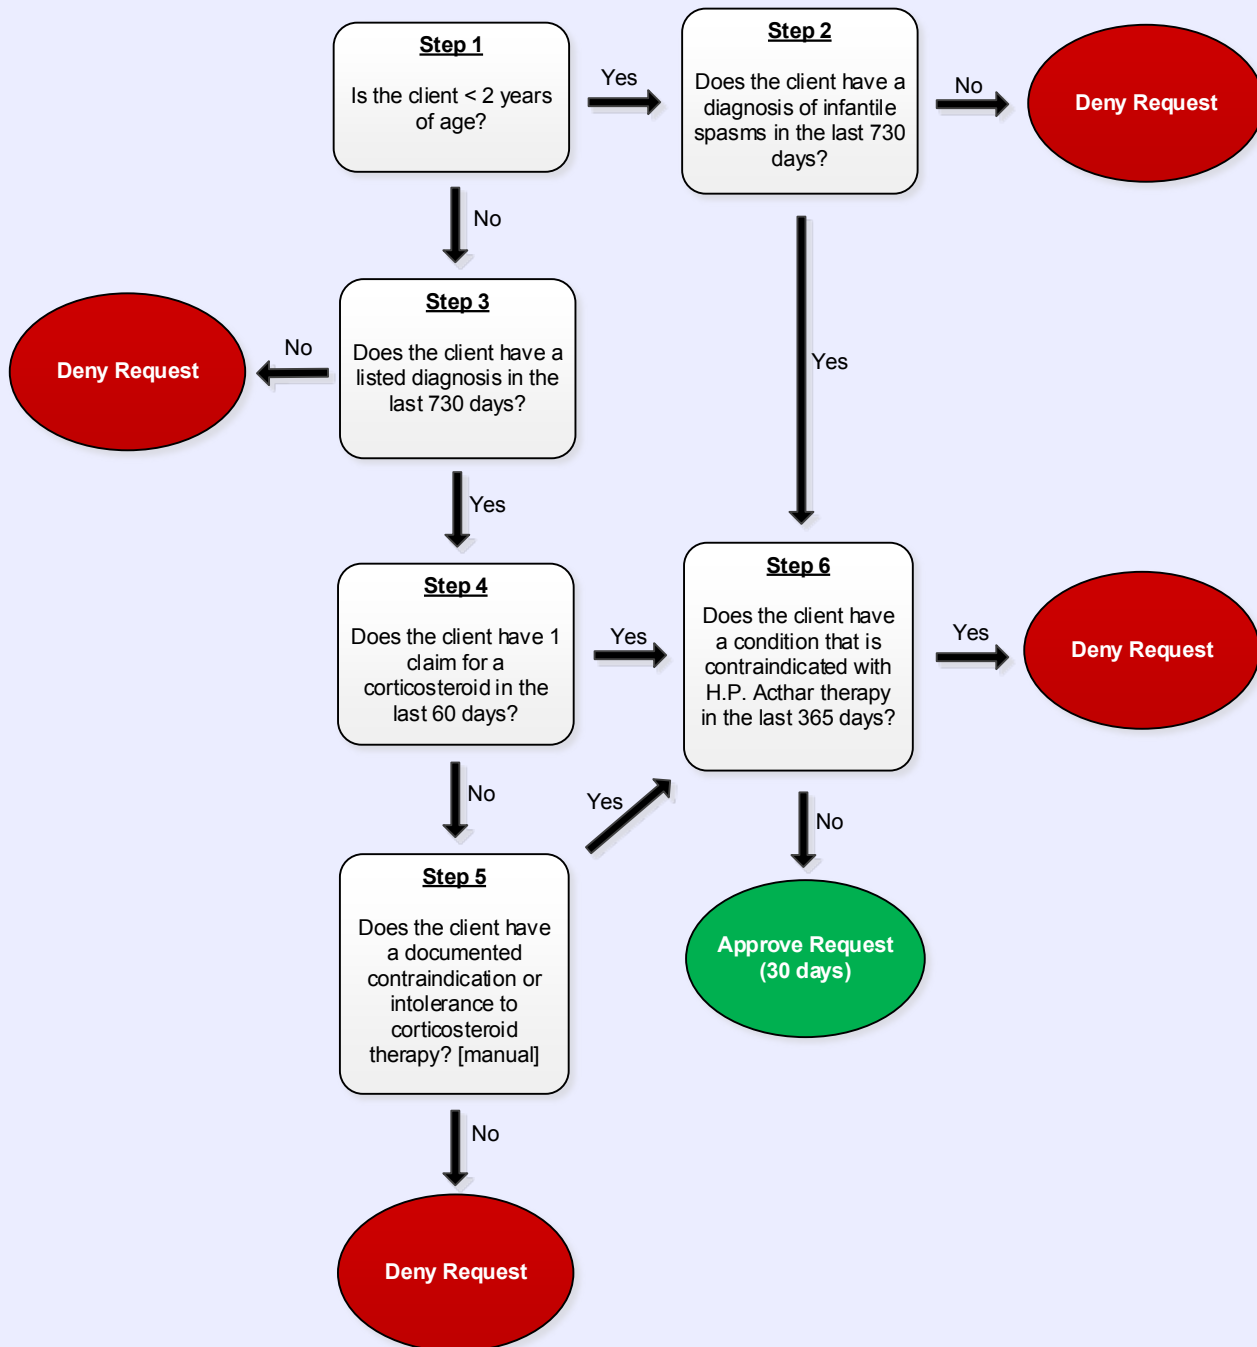 Step 1
Is the client < 2 years
of age?
Yes
Step 2
Does the client have a
diagnosis of infantile
spasms in the last 730
days?
No
Deny Request
No
Yes
Step 3
Does the client have a
listed diagnosis in the
last 730 days?
No
Deny Request
Yes
Step 4
Does the client have 1
claim for a
corticosteroid in the
last 60 days?
Yes
Step 6
Does the client have
a condition that is
contraindicated with
H.P. Acthar therapy
in the last 365 days?
Yes
Deny Request
No
Yes
No
Step 5
Does the client have
a documented
contraindication or
intolerance to
corticosteroid
therapy? [manual]
Approve Request
(30 days)
No
Deny Request